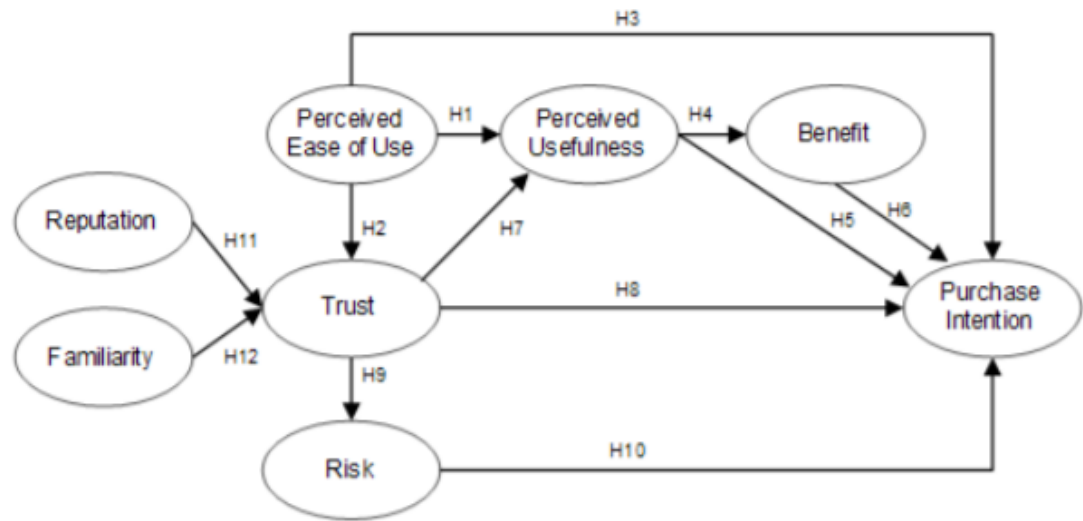 H3
Perceived
Ease of Use
H1
Perceived
Usefulness
H4
Benefit
Reputation
H11
H2
H7
H5
H6
Trust
H8
Purchase
Intention
Familiarity
H12
H9
Risk
H10